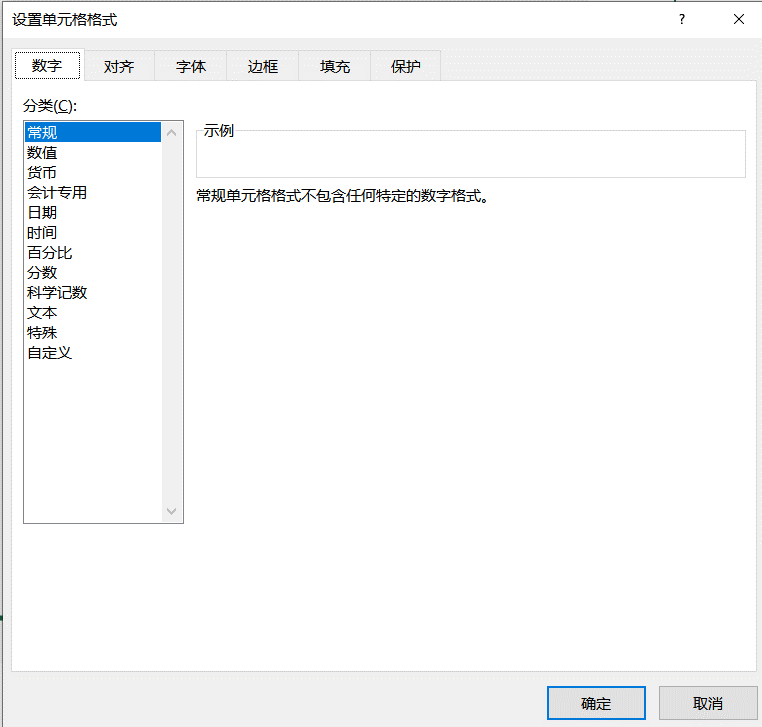 设置单元格格式 ?
数字 对齐 字体 边框 填充 保护
分类(C):
常规
数值
货币
会计专用
日期
时间
百分比
分数
科学记数
文本
特殊
自定义
示例
常规单元格格式不包含任何特定的数字格式。
确定 取消